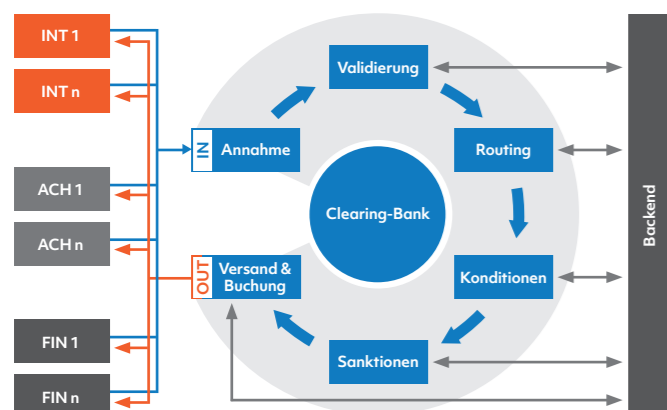 INT 1
INT n
ACH 1
ACH n
FIN 1
FIN n
IN
Annahme
Validierung
Routing
Konditionen
Sanktionen
OUT
Versand &
Buchung
Clearing-Bank
Backend